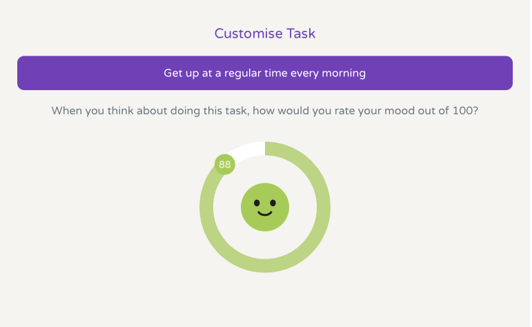 Customise Task
Get up at a regular time every morning
When you think about doing this task, how would you rate your mood out of 100?
88